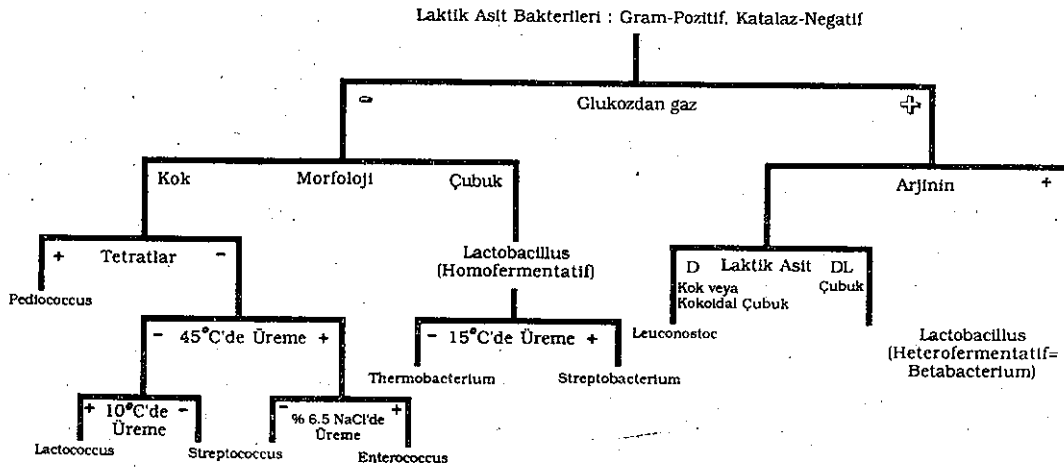 Laktik Asit Bakterileri : Gram-Pozitif, Katalaz-Negatif
- Glukozdan gaz +
Kok Morfoloji Çubuk
Arjinin +
+ Tetratlar -
Pediococcus
Lactobacillus
(Homofermentatif)
D Laktik Asit DL
Kok veya
Kokoidal Çubuk
Çubuk
Leuconostoc
Lactobacillus
(Heterofermentatif=
Betabacterium)
- 45°C'de Üreme +
- 15°C'de Üreme +
Thermobacterium
Streptobacterium
+ 10°C'de -
Üreme
- % 6.5 NaCl'de +
Üreme
Lactococcus
Streptococcus
Enterococcus